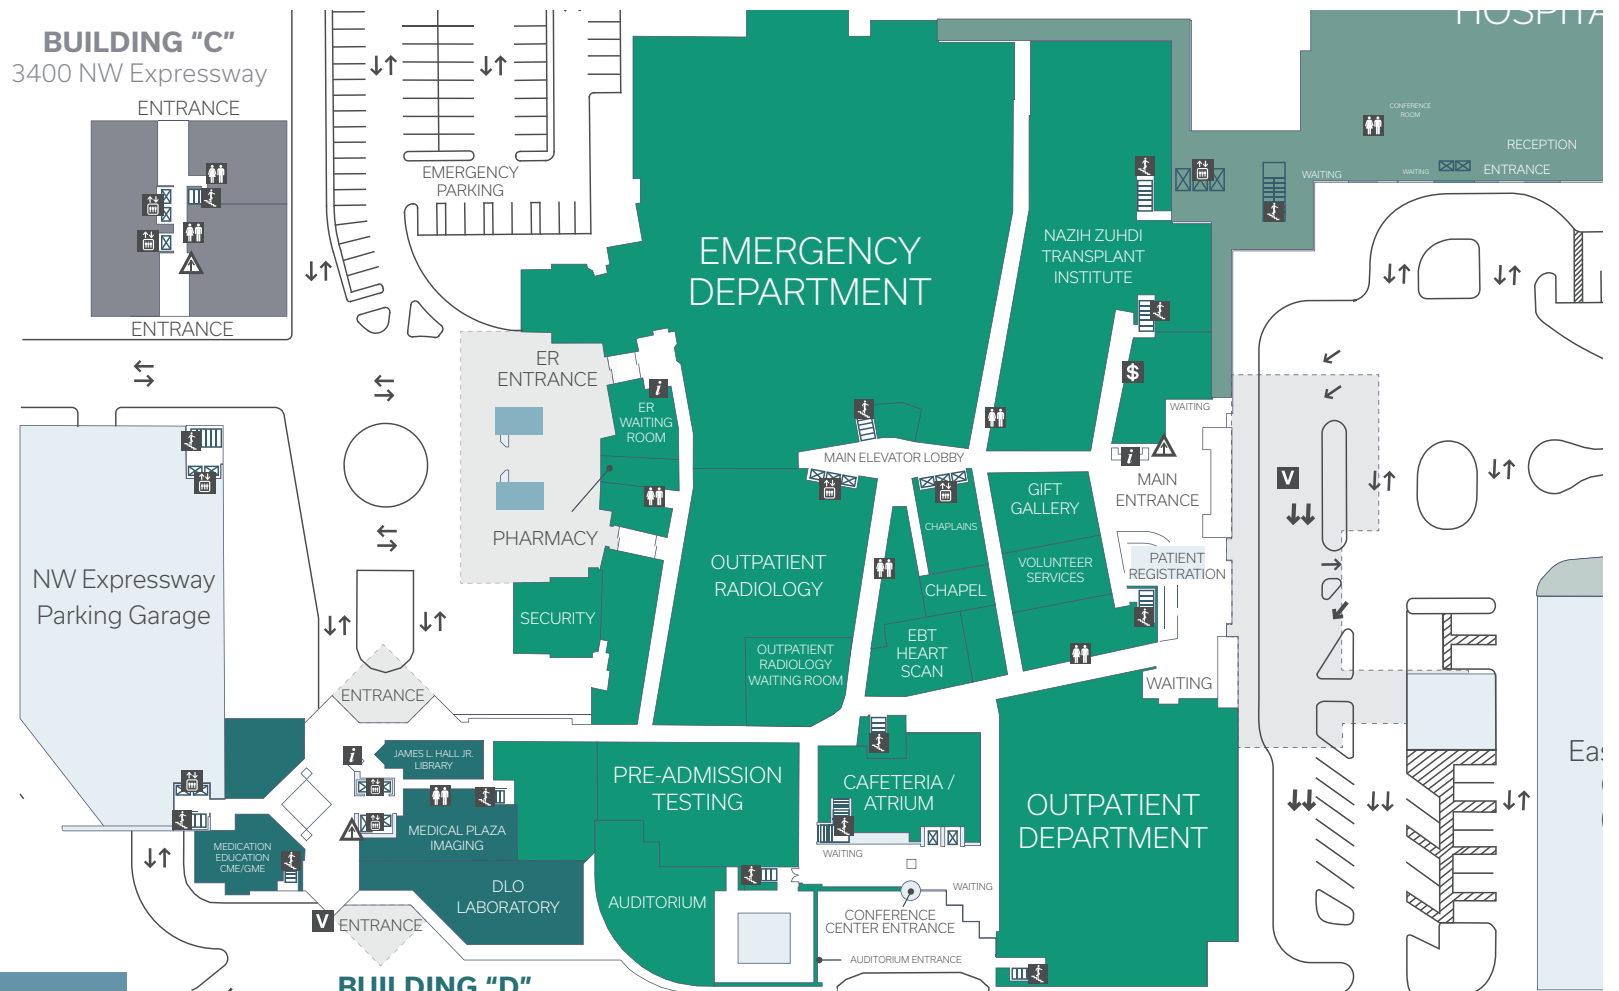 HOSPITA
BUILDING “C”
3400 NW Expressway
ENTRANCE
ENTRANCE
EMERGENCY
PARKING
CONFERENCE
ROOM
RECEPTION
ENTRANCE
WAITING
WAITING
EMERGENCY
DEPARTMENT
NAZIH ZUHDI
TRANSPLANT
INSTITUTE
ER
ENTRANCE
i
ER
WAITING
ROOM
$
WAITING
MAIN ELEVATOR LOBBY
i
MAIN
ENTRANCE
V
PHARMACY
GIFT
GALLERY
CHAPLAINS
OUTPATIENT
RADIOLOGY
VOLUNTEER
SERVICES
PATIENT
REGISTRATION
CHAPEL
NW Expressway
Parking Garage
SECURITY
EBT
HEART
SCAN
OUTPATIENT
RADIOLOGY
WAITING ROOM
WAITING
ENTRANCE
i
JAMES L. HALL JR.
LIBRARY
PRE-ADMISSION
TESTING
CAFETERIA /
ATRIUM
OUTPATIENT
DEPARTMENT
Eas
MEDICAL PLAZA
IMAGING
MEDICATION
EDUCATION
CME/GME
WAITING
DLO
LABORATORY
AUDITORIUM
WAITING
V
ENTRANCE
CONFERENCE
CENTER ENTRANCE
AUDITORIUM ENTRANCE
BUILDING “D”